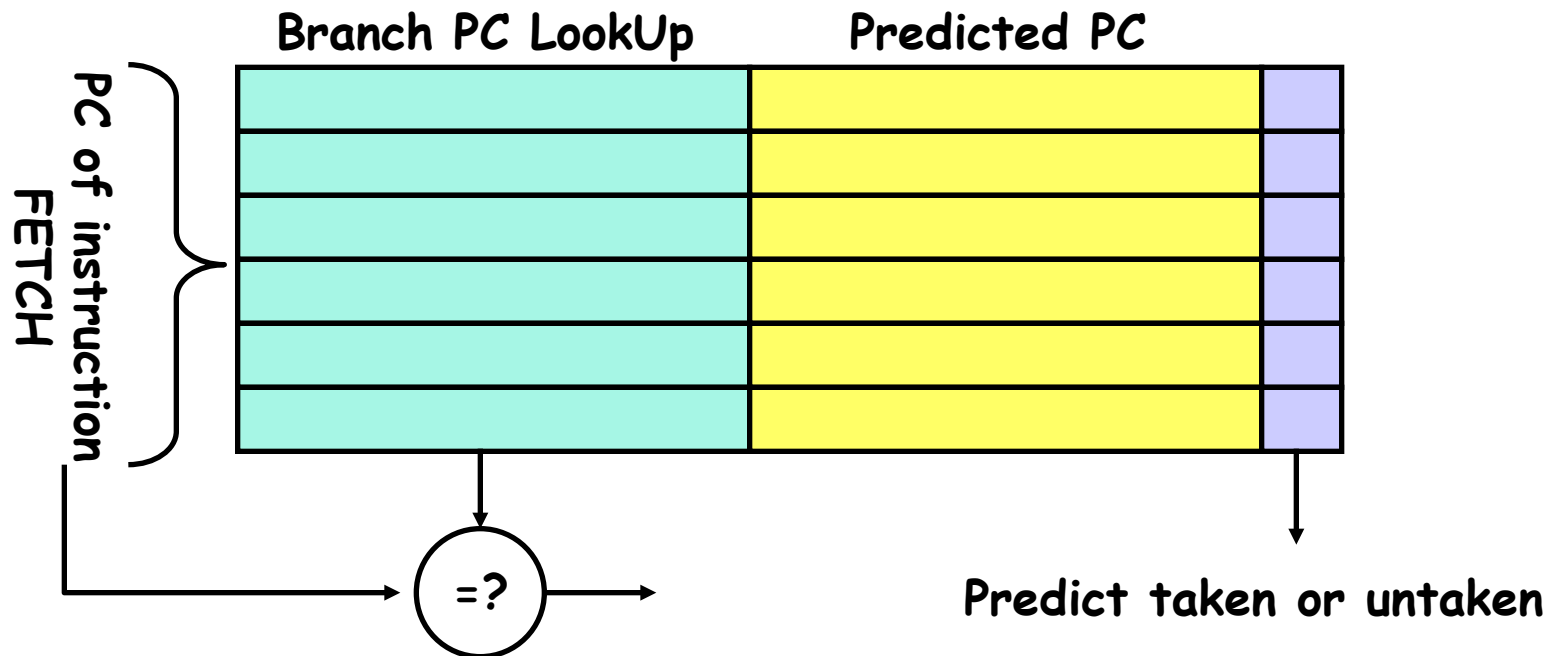 Branch PC LookUp
Predicted PC
PC of instruction
FETCH
=?
Predict taken or untaken